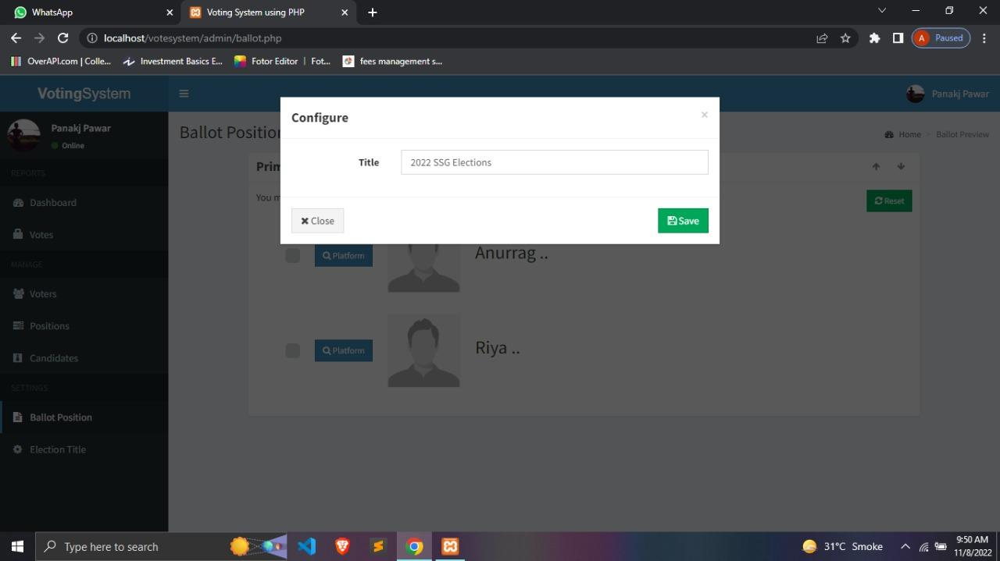 WhatsApp
Voting System using PHP
localhost/votesystem/admin/ballot.php
A Paused
OverAPI.com | Colle...
Investment Basics E...
Fotor Editor | Fot...
fees management s...
VotingSystem
Panakj Pawar
Panakj Pawar
Online
REPORTS
Dashboard
Votes
MANAGE
Voters
Positions
Candidates
SETTINGS
Ballot Position
Election Title
Ballot Position
Home > Ballot Preview
Configure
×
Title
2022 SSG Elections
Close
Save
Prim
You m
Reset
Platform
Anurrag ..
Platform
Riya ..
Type here to search
31°C Smoke
9:50 AM
11/8/2022